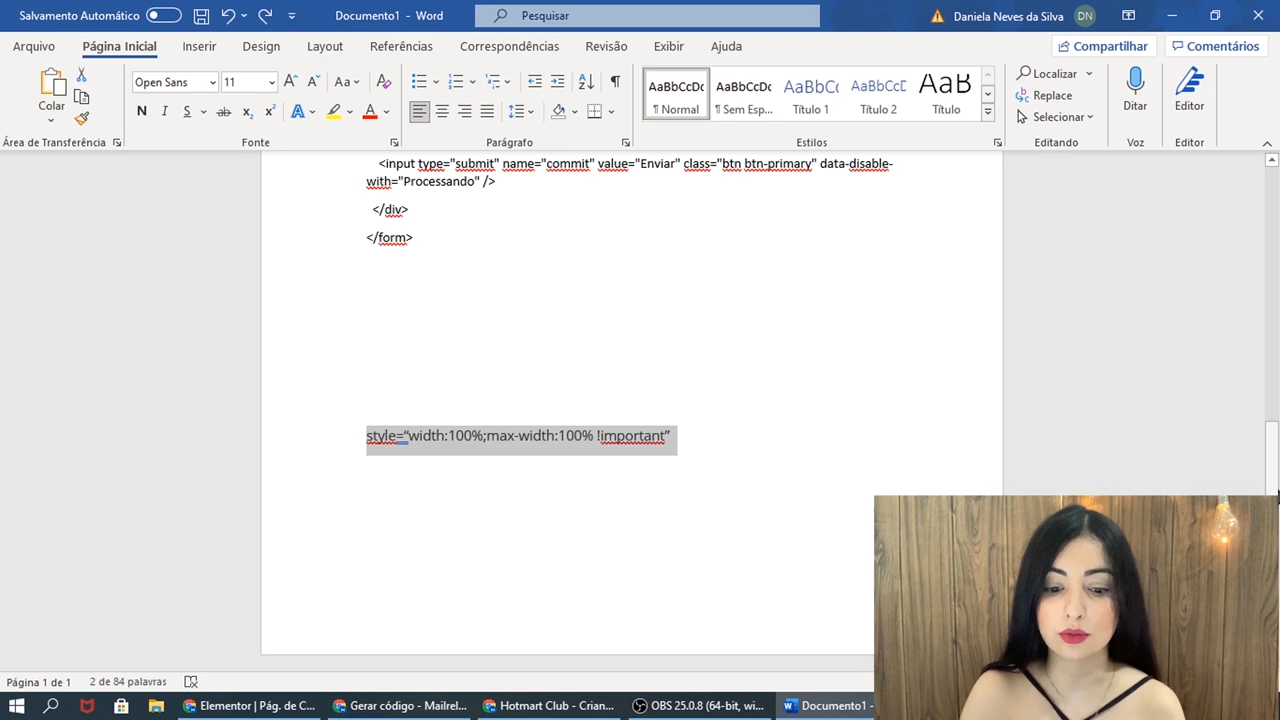 Salvamento Automático
Documento1 - Word
Pesquisar
Daniela Neves da Silva
DN
Arquivo
Página Inicial
Inserir
Design
Layout
Referências
Correspondências
Revisão
Exibir
Ajuda
Compartilhar
Comentários
Colar
Open Sans
11
Aa
N
I
S
ab
x₂
x²
A
A
AaBbCcDc
¶ Normal
AaBbCcDc
¶ Sem Esp...
AaBbCc
Título 1
AaBbCcD
Título 2
AaB
Título
Localizar
Replace
Selecionar
Ditar
Editor
Área de Transferência
Fonte
Parágrafo
Estilos
Editando
Voz
Editor
<input type="submit" name="commit" value="Enviar" class="btn btn-primary" data-disable-
with="Processando" />
</div>
</form>
style=“width:100%;max-width:100% !important”
Página 1 de 1
2 de 84 palavras
Elementor | Pág. de C...
Gerar código - Mailrel...
Hotmart Club - Crian...
OBS 25.0.8 (64-bit, wi...
Documento1 -